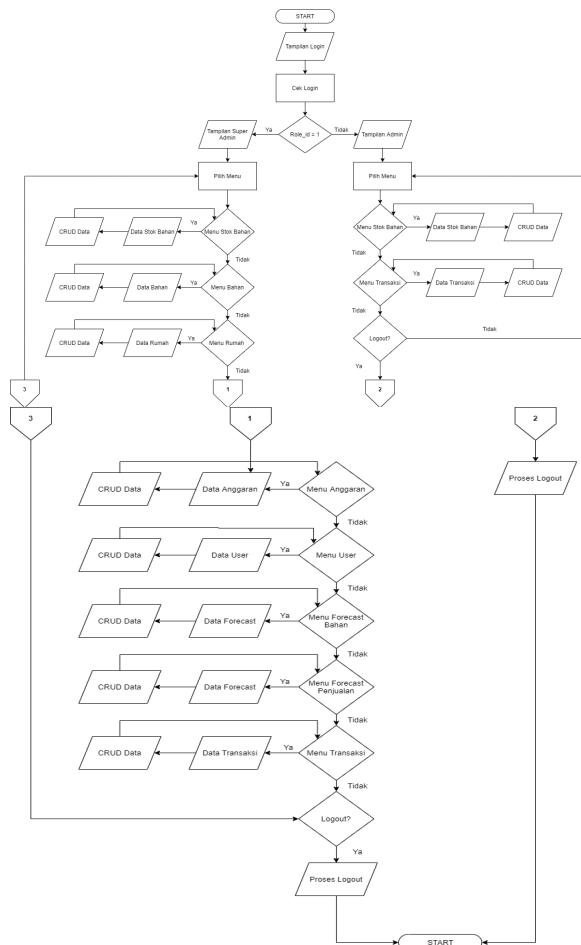 START
Tampilan Login
Cek Login
Tampilan Super
Admin
Ya
Role_id = 1
Tidak
Tampilan Admin
Pilih Menu
Pilih Menu
CRUD Data
Data Stok Bahan
Ya
Menu Stok Bahan
Menu Stok Bahan
Ya
Data Stok Bahan
CRUD Data
Tidak
Tidak
CRUD Data
Data Bahan
Ya
Menu Bahan
Menu Transaksi
Ya
Data Transaksi
CRUD Data
Tidak
Tidak
CRUD Data
Data Rumah
Ya
Menu Rumah
Logout?
Tidak
Tidak
Ya
3
1
2
3
1
2
CRUD Data
Data Anggaran
Ya
Menu Anggaran
Proses Logout
Tidak
CRUD Data
Data User
Ya
Menu User
Tidak
CRUD Data
Data Forecast
Ya
Menu Forecast
Bahan
Tidak
CRUD Data
Data Forecast
Ya
Menu Forecast
Penjualan
Tidak
CRUD Data
Data Transaksi
Ya
Menu Transaksi
Tidak
Logout?
Ya
Proses Logout
START